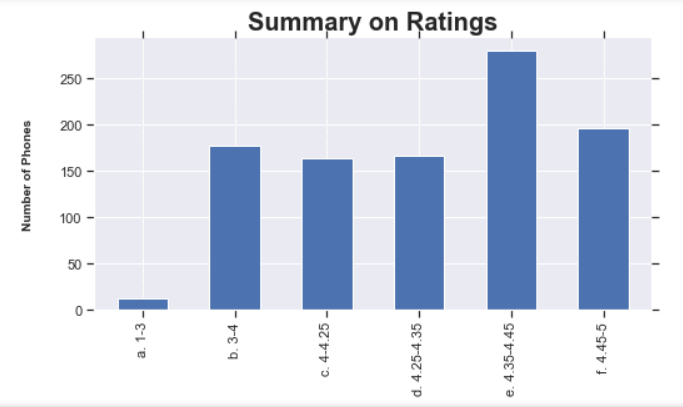 Summary on Ratings
Number of Phones
250
200
150
100
50
0
a. 1-3
b. 3-4
c. 4-4.25
d. 4.25-4.35
e. 4.35-4.45
f. 4.45-5